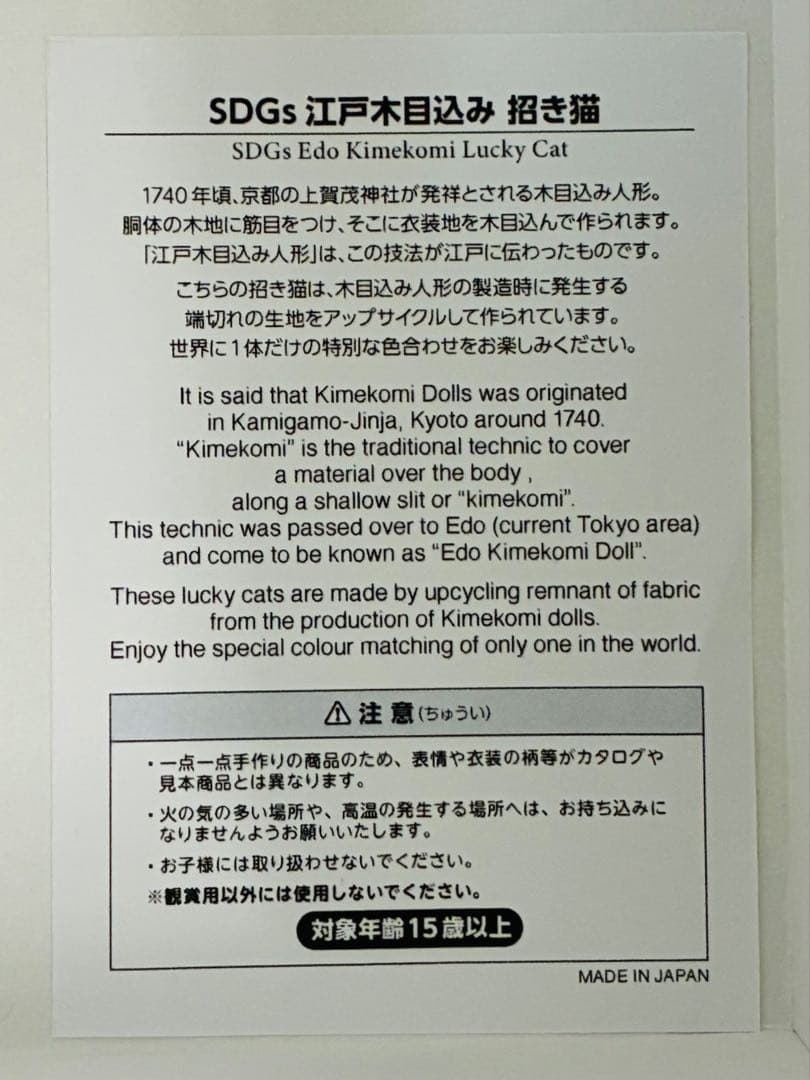 SDGs 江戸木目込み 招き猫
SDGs Edo Kimekomi Lucky Cat
1740年頃、京都の上賀茂神社が発祥とされる木目込み人形。
胴体の木地に筋目をつけ、そこに衣装地を木目込んで作られます。
「江戸木目込み人形」は、この技法が江戸に伝わったものです。
こちらの招き猫は、木目込み人形の製造時に発生する
端切れの生地をアップサイクルして作られています。
世界に1体だけの特別な色合わせをお楽しみください。
It is said that Kimekomi Dolls was originated
in Kamigamo-Jinja, Kyoto around 1740.
“Kimekomi” is the traditional technic to cover
a material over the body ,
along a shallow slit or “kimekomi”.
This technic was passed over to Edo (current Tokyo area)
and come to be known as “Edo Kimekomi Doll”.
These lucky cats are made by upcycling remnant of fabric
from the production of Kimekomi dolls.
Enjoy the special colour matching of only one in the world.
⚠ 注意(ちゅうい)
・一点一点手作りの商品のため、表情や衣装の柄等がカタログや
見本商品とは異なります。
・火の気の多い場所や、高温の発生する場所へは、お持ち込みに
なりませんようお願いいたします。
・お子様には取り扱わせないでください。
※観賞用以外には使用しないでください。
対象年齢15歳以上
MADE IN JAPAN